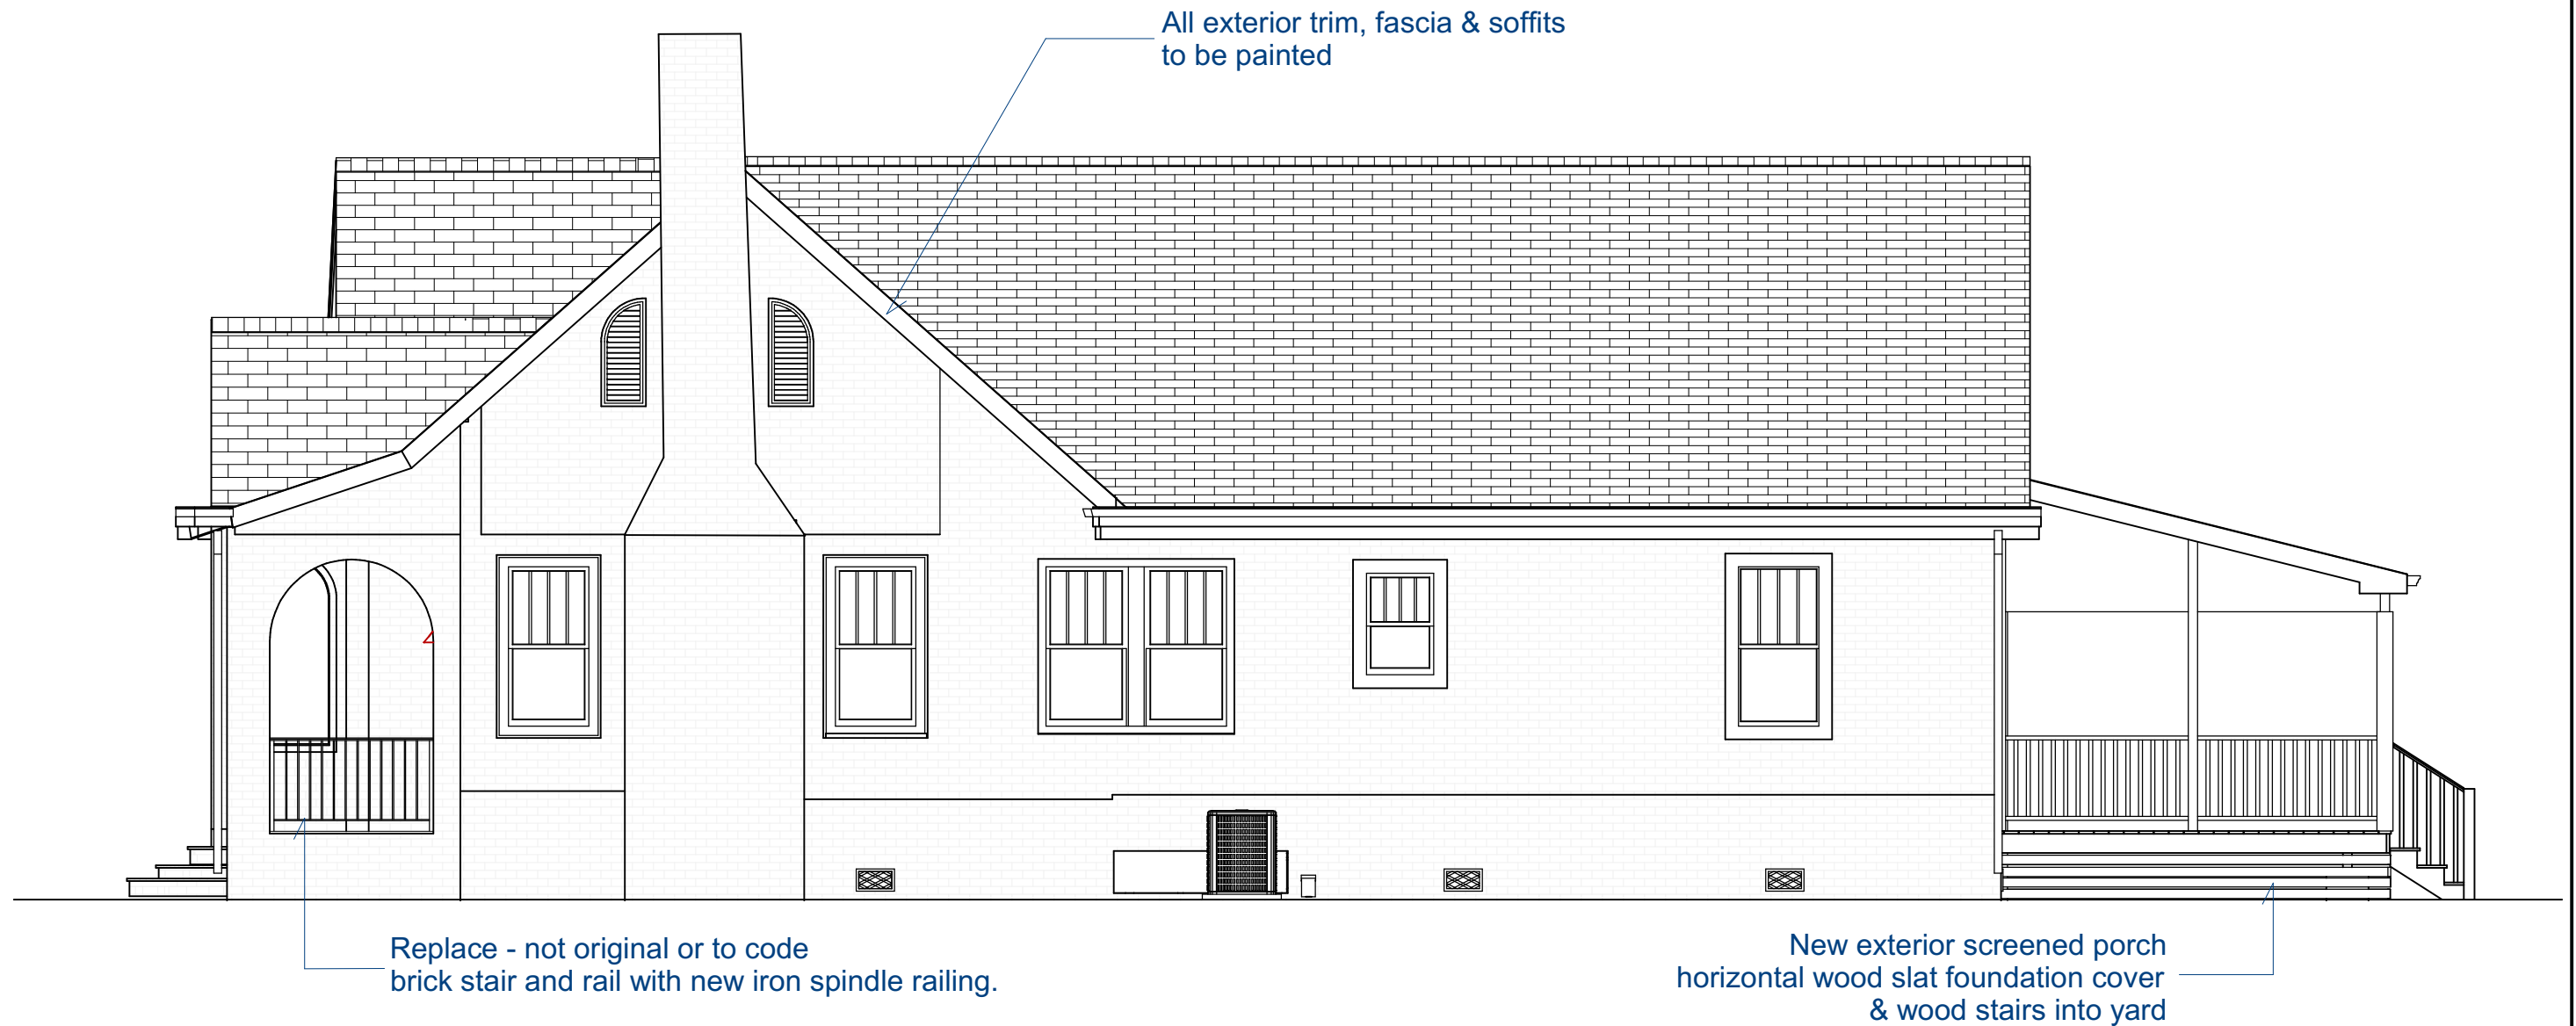 All exterior trim, fascia & soffits
to be painted
Replace - not original or to code
brick stair and rail with new iron spindle railing.
New exterior screened porch
horizontal wood slat foundation cover
& wood stairs into yard